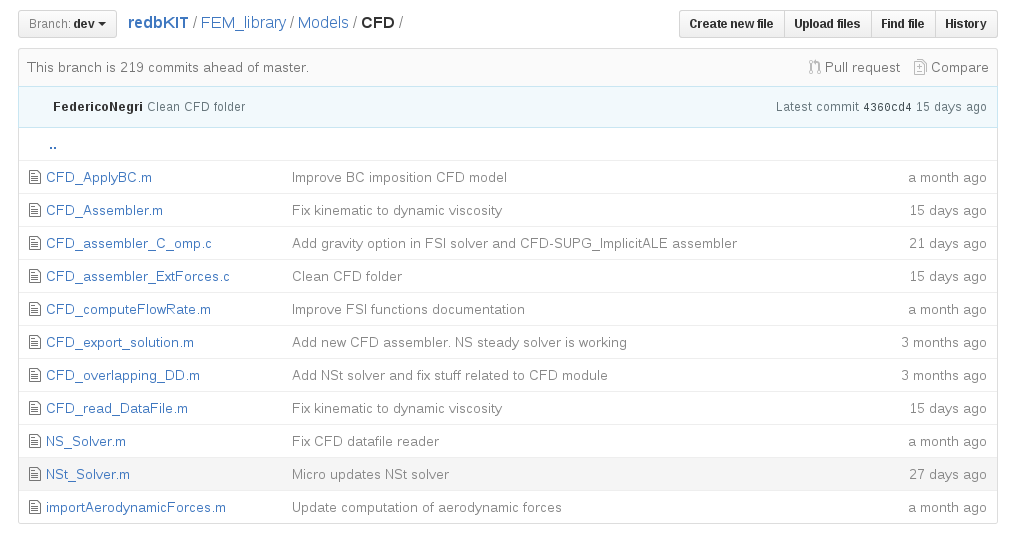 Branch: dev redbKIT / FEM_library / Models / CFD / Create new file Upload files Find file History
This branch is 219 commits ahead of master. Pull request Compare
FedericoNegri Clean CFD folder Latest commit 4360cd4 15 days ago
..
CFD_ApplyBC.m Improve BC imposition CFD model a month ago
CFD_Assembler.m Fix kinematic to dynamic viscosity 15 days ago
CFD_assembler_C_omp.c Add gravity option in FSI solver and CFD-SUPG_ImplicitALE assembler 21 days ago
CFD_assembler_ExtForces.c Clean CFD folder 15 days ago
CFD_computeFlowRate.m Improve FSI functions documentation a month ago
CFD_export_solution.m Add new CFD assembler. NS steady solver is working 3 months ago
CFD_overlapping_DD.m Add NSt solver and fix stuff related to CFD module 3 months ago
CFD_read_DataFile.m Fix kinematic to dynamic viscosity 15 days ago
NS_Solver.m Fix CFD datafile reader a month ago
NSt_Solver.m Micro updates NSt solver 27 days ago
importAerodynamicForces.m Update computation of aerodynamic forces a month ago